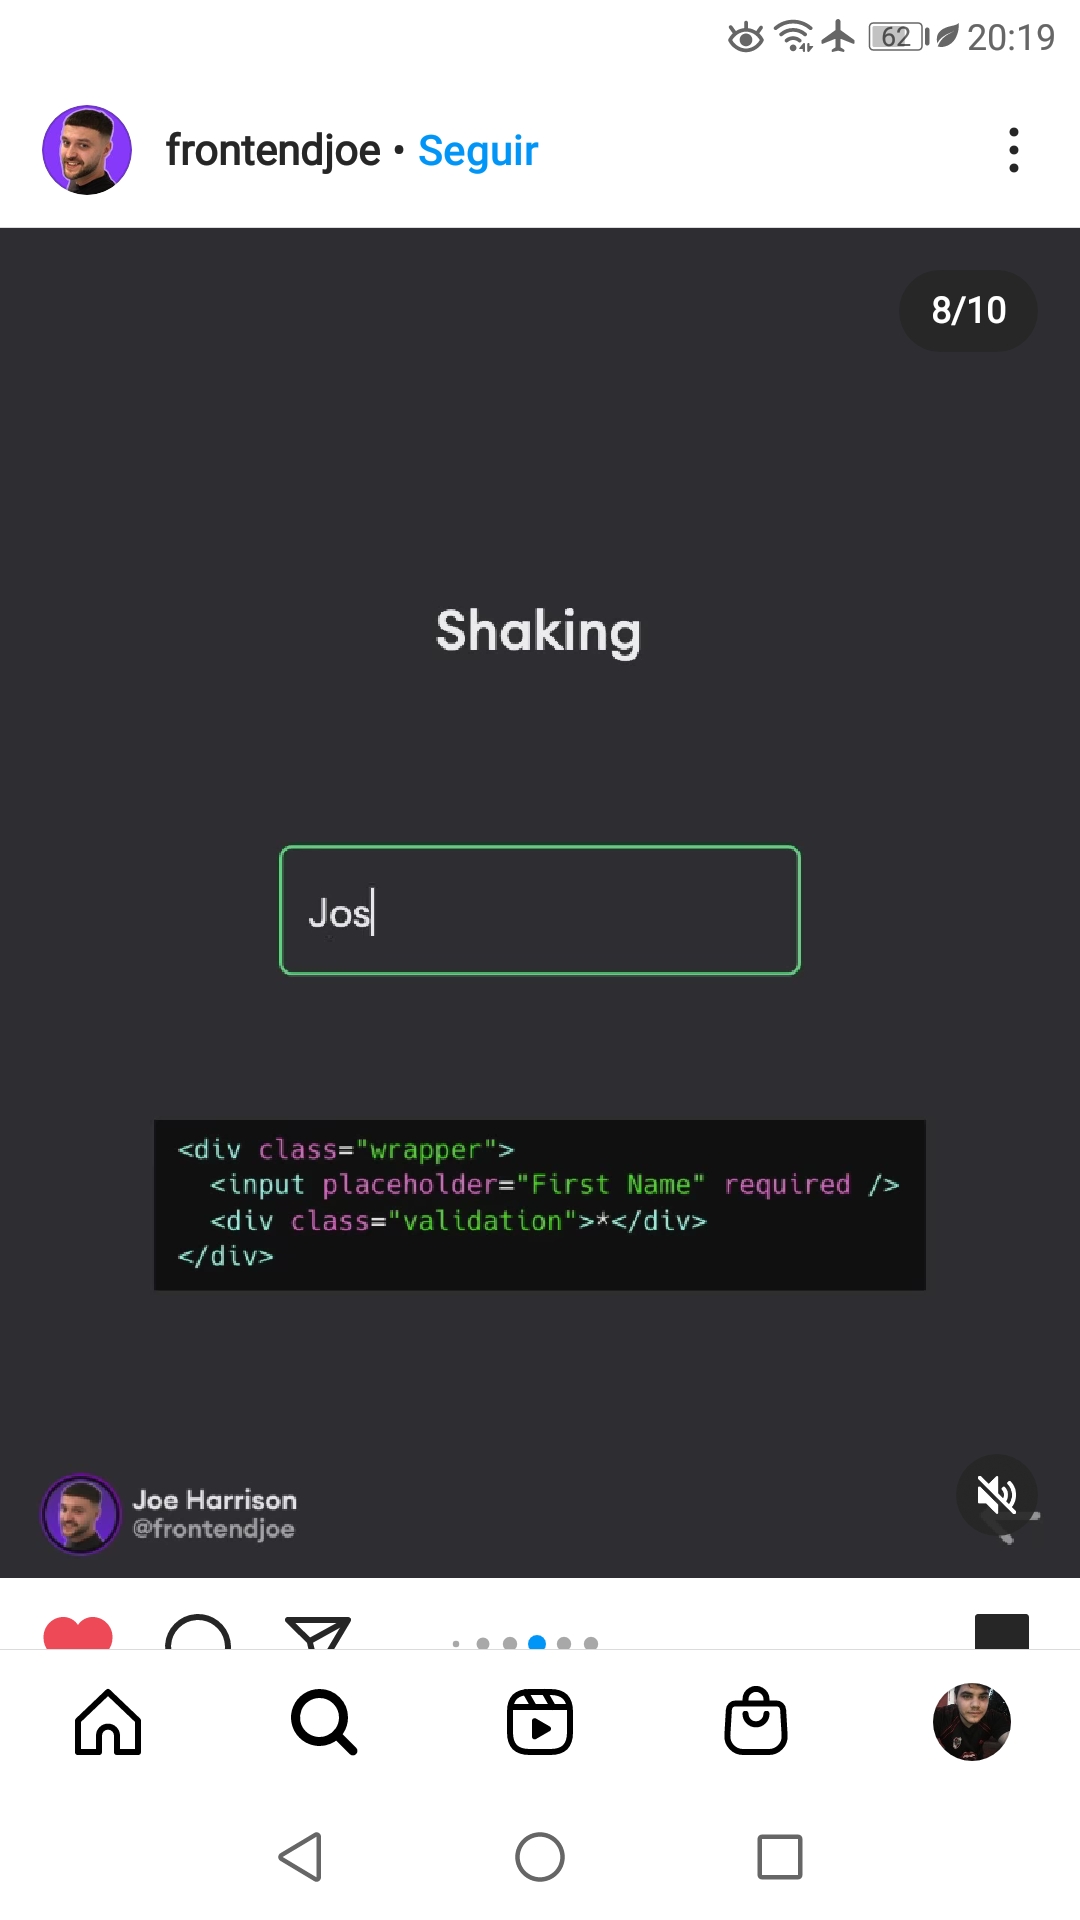 62 20:19
frontendjoe • Seguir
8/10
Shaking
Jos
<div class="wrapper">
<input placeholder="First Name" required />
<div class="validation">*</div>
</div>
Joe Harrison
@frontendjoe